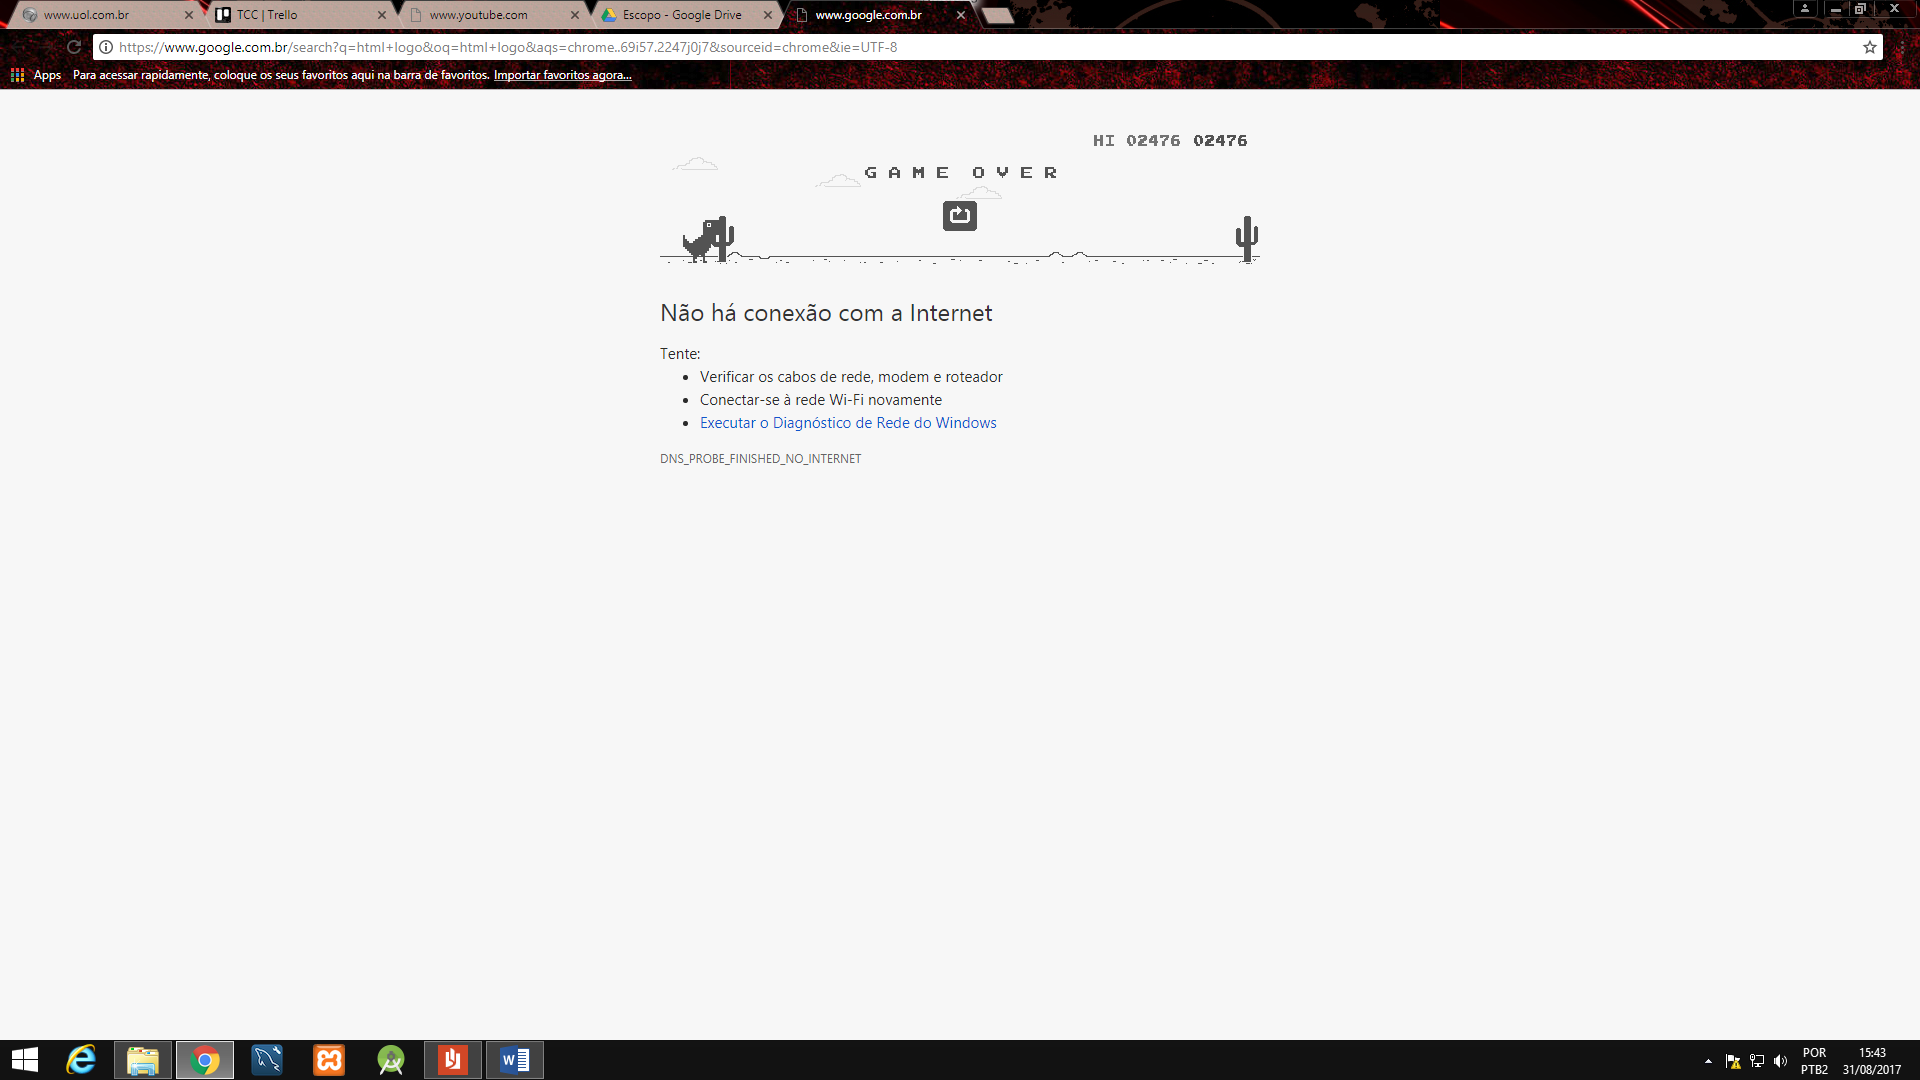 www.uol.com.br
TCC | Trello
www.youtube.com
Escopo - Google Drive
www.google.com.br
https://www.google.com.br/search?q=html+logo&oq=html+logo&aqs=chrome..69i57.2247j0j7&sourceid=chrome&ie=UTF-8
Apps Para acessar rapidamente, coloque os seus favoritos aqui na barra de favoritos. Importar favoritos agora...
HI 02476 02476
GAME OVER
Não há conexão com a Internet
Tente:
• Verificar os cabos de rede, modem e roteador
• Conectar-se à rede Wi-Fi novamente
• Executar o Diagnóstico de Rede do Windows
DNS_PROBE_FINISHED_NO_INTERNET
POR 15:43
PTB2 31/08/2017